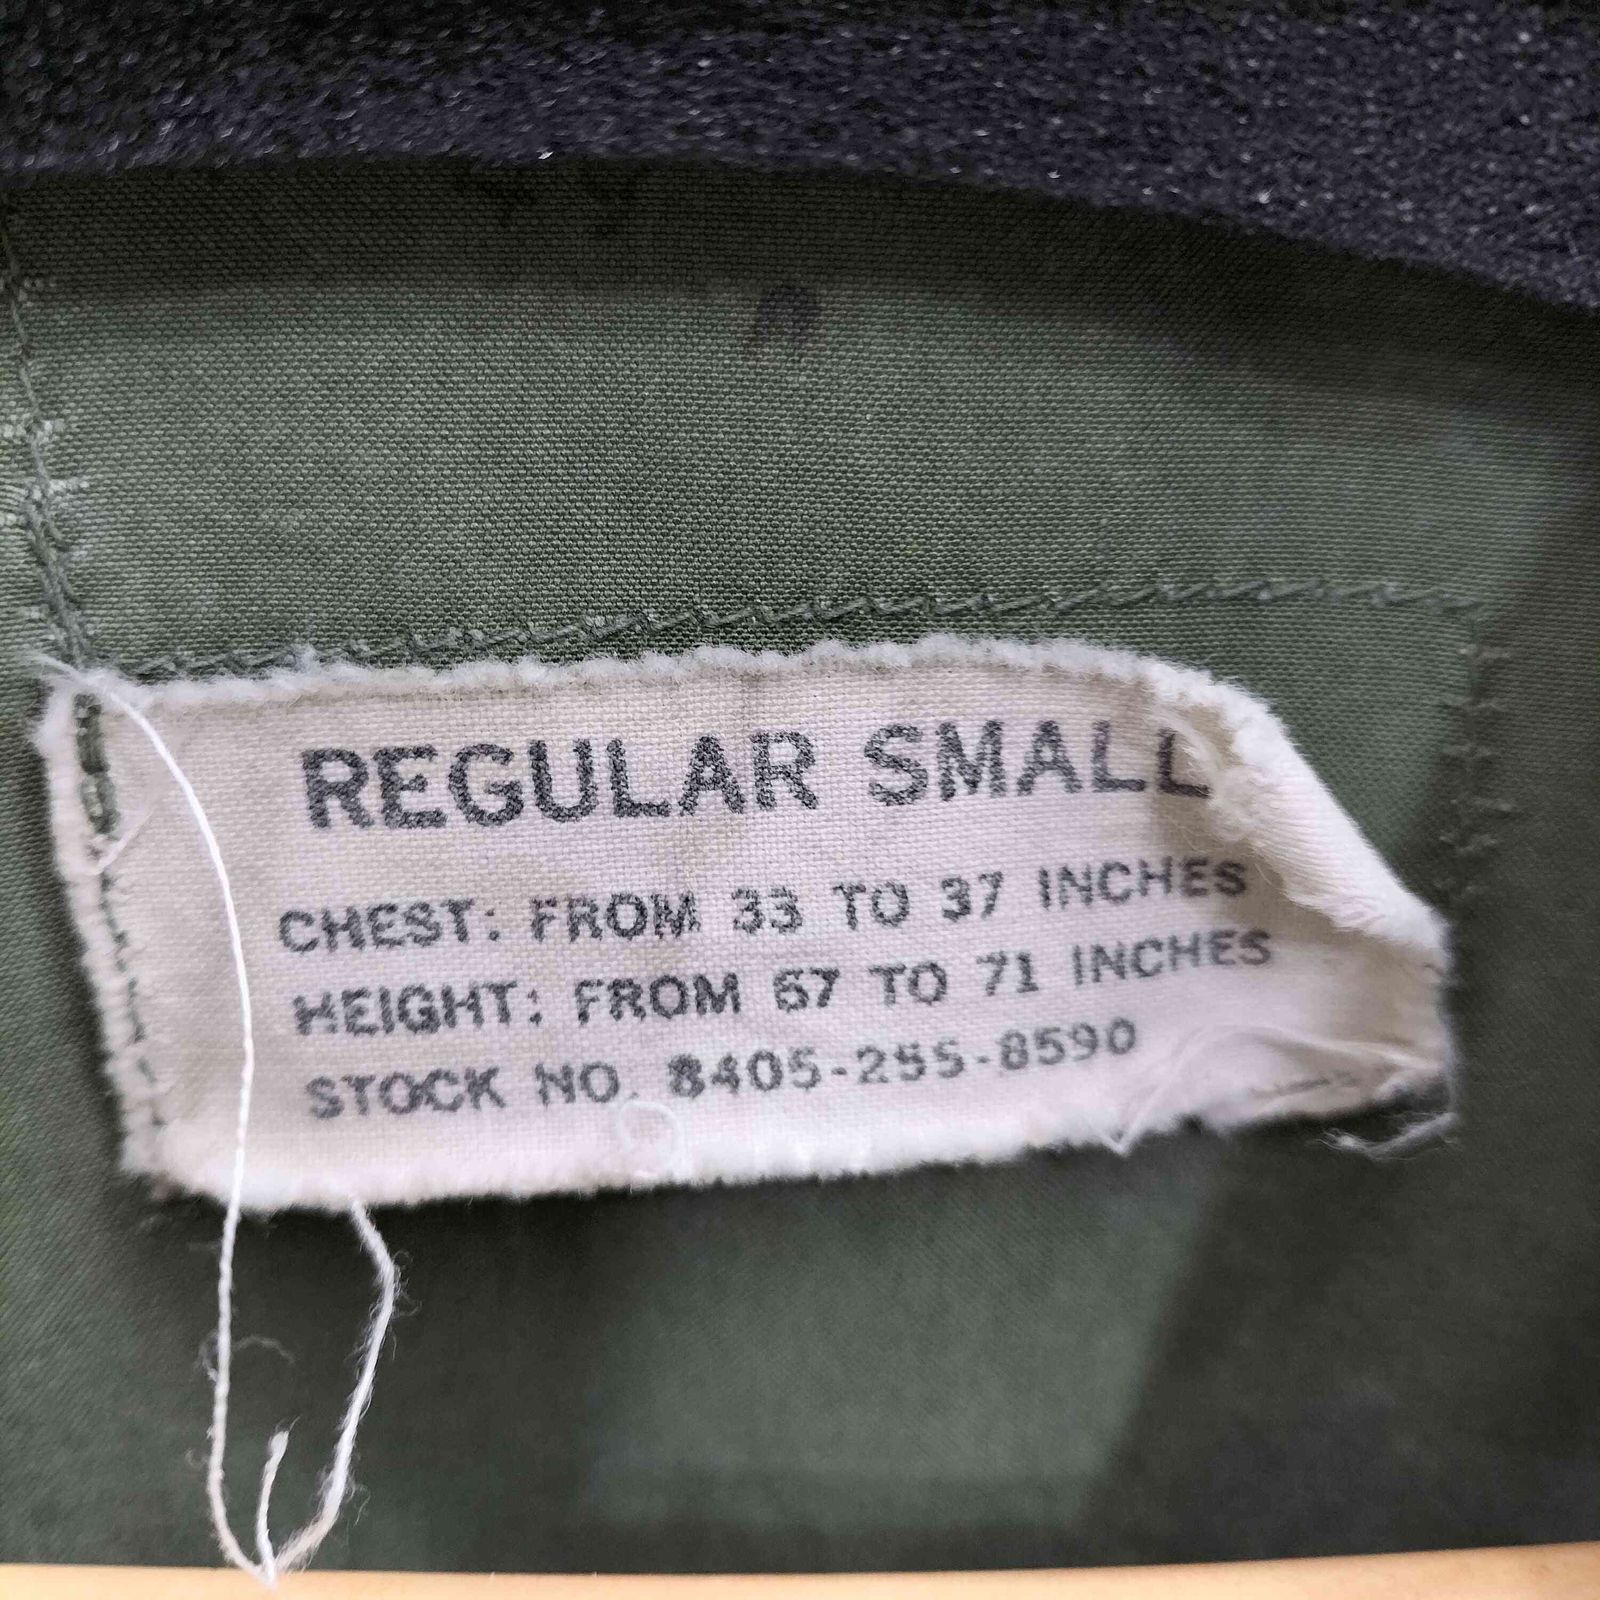 REGULAR SMALL
CHEST: FROM 33 TO 37 INCHES
HEIGHT: FROM 67 TO 71 INCHES
STOCK NO. 8405-255-8590